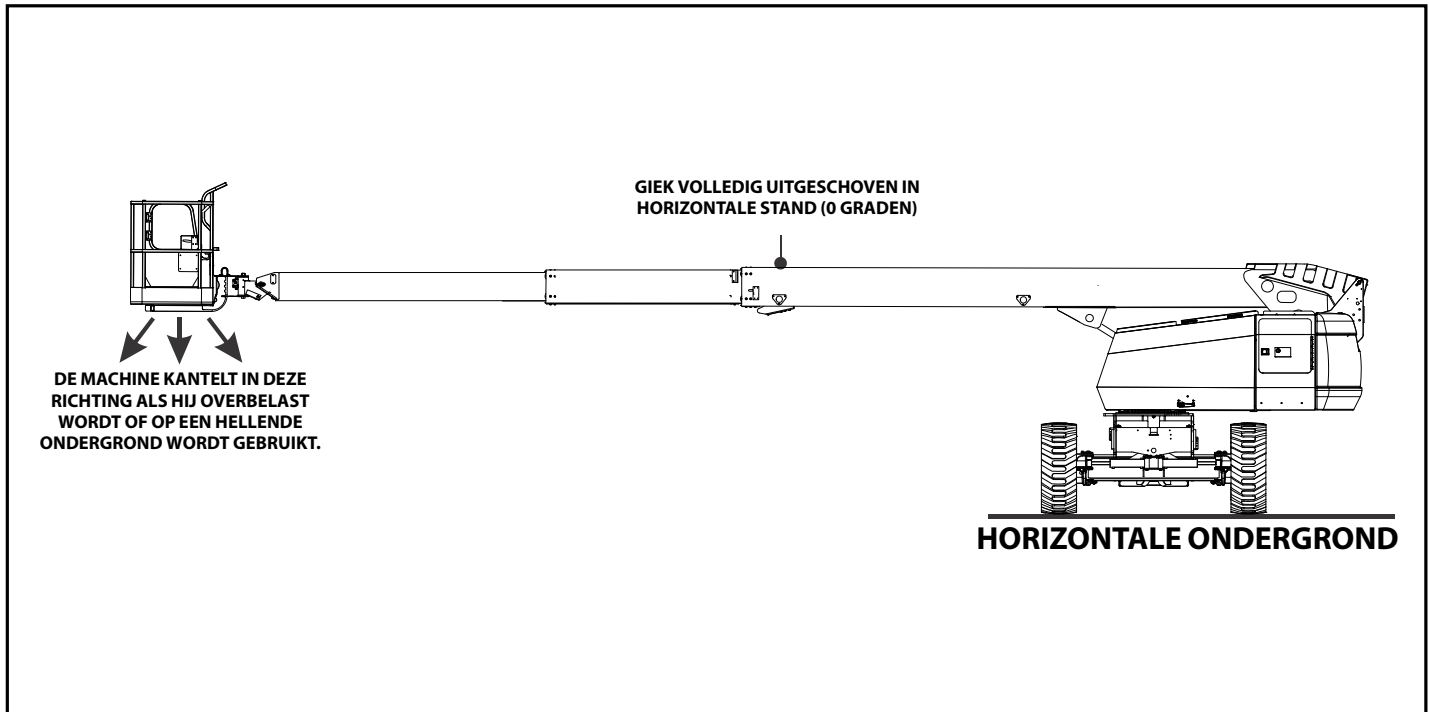 GIEK VOLLEDIG UITGESCHOVEN IN
HORIZONTALE STAND (0 GRADEN)
DE MACHINE KANTELT IN DEZE
RICHTING ALS HIJ OVERBELAST
WORDT OF OP EEN HELLENDE
ONDERGROND WORDT GEBRUIKT.
HORIZONTALE ONDERGROND